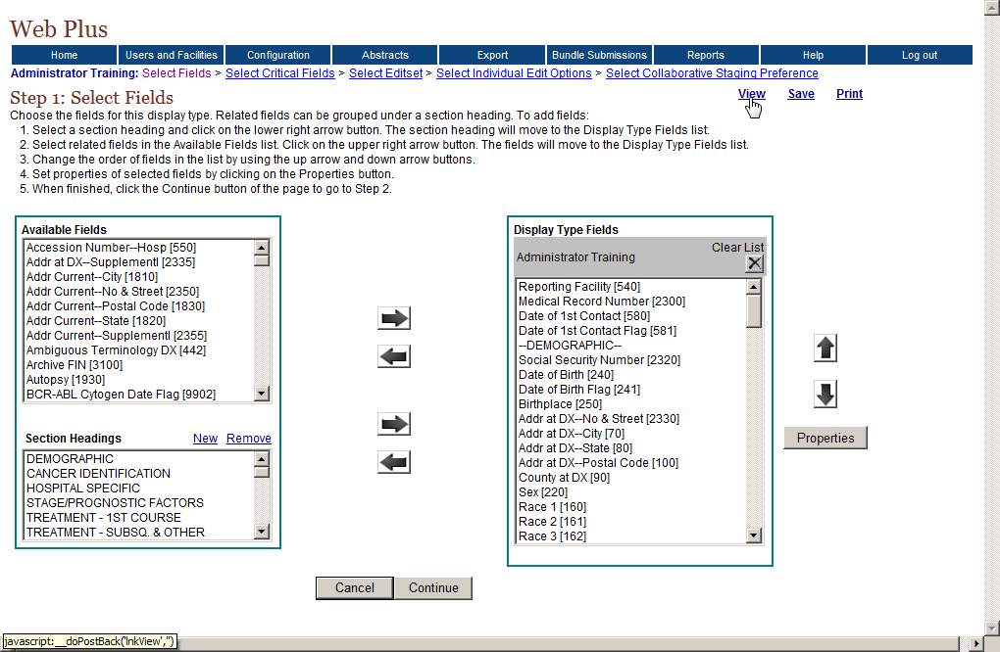 Web Plus
Home Users and Facilities Configuration Abstracts Export Bundle Submissions Reports Help Log out
Administrator Training: Select Fields > Select Critical Fields > Select Editset > Select Individual Edit Options > Select Collaborative Staging Preference
Step 1: Select Fields
View Save Print
Choose the fields for this display type. Related fields can be grouped under a section heading. To add fields:
1. Select a section heading and click on the lower right arrow button. The section heading will move to the Display Type Fields list.
2. Select related fields in the Available Fields list. Click on the upper right arrow button. The fields will move to the Display Type Fields list.
3. Change the order of fields in the list by using the up arrow and down arrow buttons.
4. Set properties of selected fields by clicking on the Properties button.
5. When finished, click the Continue button of the page to go to Step 2.
Available Fields
Accession Number--Hosp [550]
Addr at DX--Supplementl [2335]
Addr Current--City [1810]
Addr Current--No & Street [2350]
Addr Current--Postal Code [1830]
Addr Current--State [1820]
Addr Current--Supplementl [2355]
Ambiguous Terminology DX [442]
Archive FIN [3100]
Autopsy [1930]
BCR-ABL Cytogen Date Flag [9902]
Section Headings New Remove
DEMOGRAPHIC
CANCER IDENTIFICATION
HOSPITAL SPECIFIC
STAGE/PROGNOSTIC FACTORS
TREATMENT - 1ST COURSE
TREATMENT - SUBSQ. & OTHER
Display Type Fields
Clear List
Administrator Training
Reporting Facility [540]
Medical Record Number [2300]
Date of 1st Contact [580]
Date of 1st Contact Flag [581]
--DEMOGRAPHIC--
Social Security Number [2320]
Date of Birth [240]
Date of Birth Flag [241]
Birthplace [250]
Addr at DX--No & Street [2330]
Addr at DX--City [70]
Addr at DX--State [80]
Addr at DX--Postal Code [100]
County at DX [90]
Sex [220]
Race 1 [160]
Race 2 [161]
Race 3 [162]
Properties
Cancel Continue
javascript:__doPostBack('lnkView','')